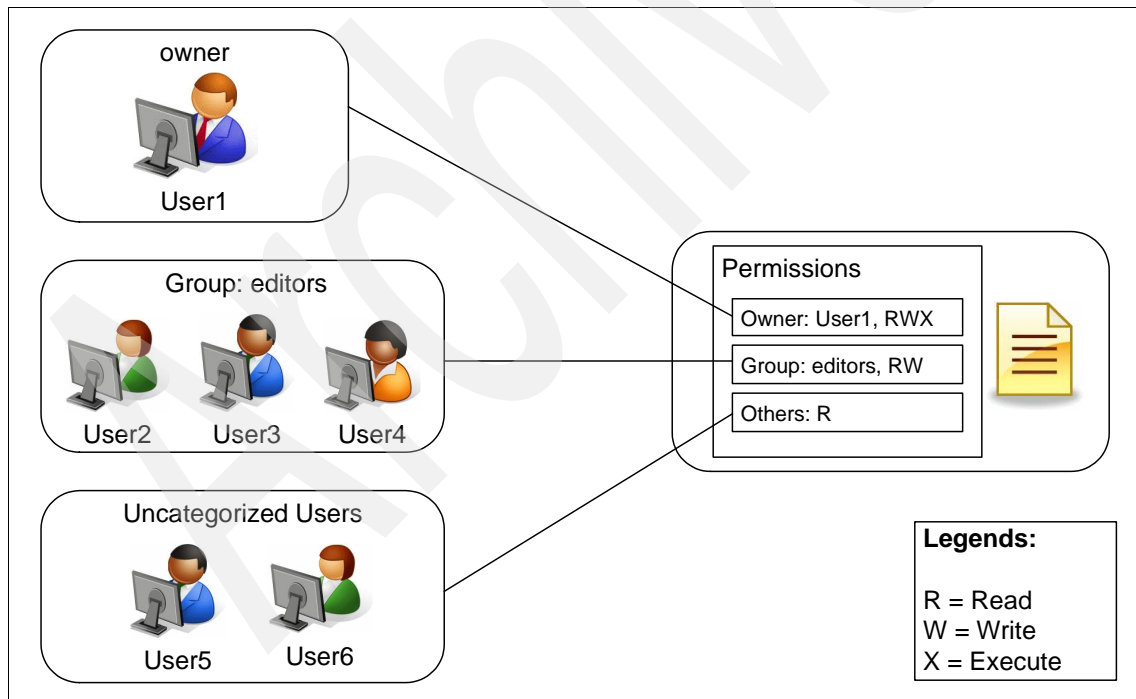 owner
User1
Group: editors
User2 User3 User4
Uncategorized Users
User5 User6
Permissions
Owner: User1, RWX
Group: editors, RW
Others: R
Legends:
R = Read
W = Write
X = Execute